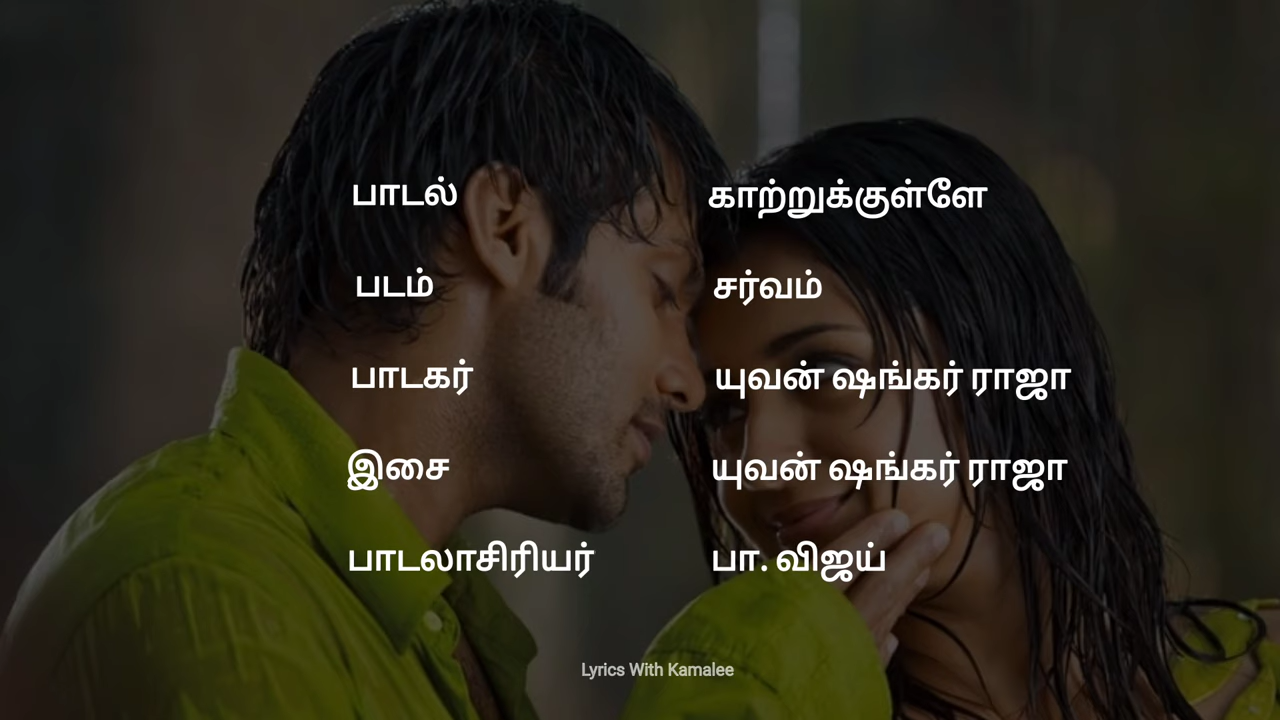 பாடல் காற்றுக்குள்ளே
படம் சர்வம்
பாடகர் யுவன் ஷங்கர் ராஜா
இசை யுவன் ஷங்கர் ராஜா
பாடலாசிரியர் பா. விஜய்
Lyrics With Kamalee